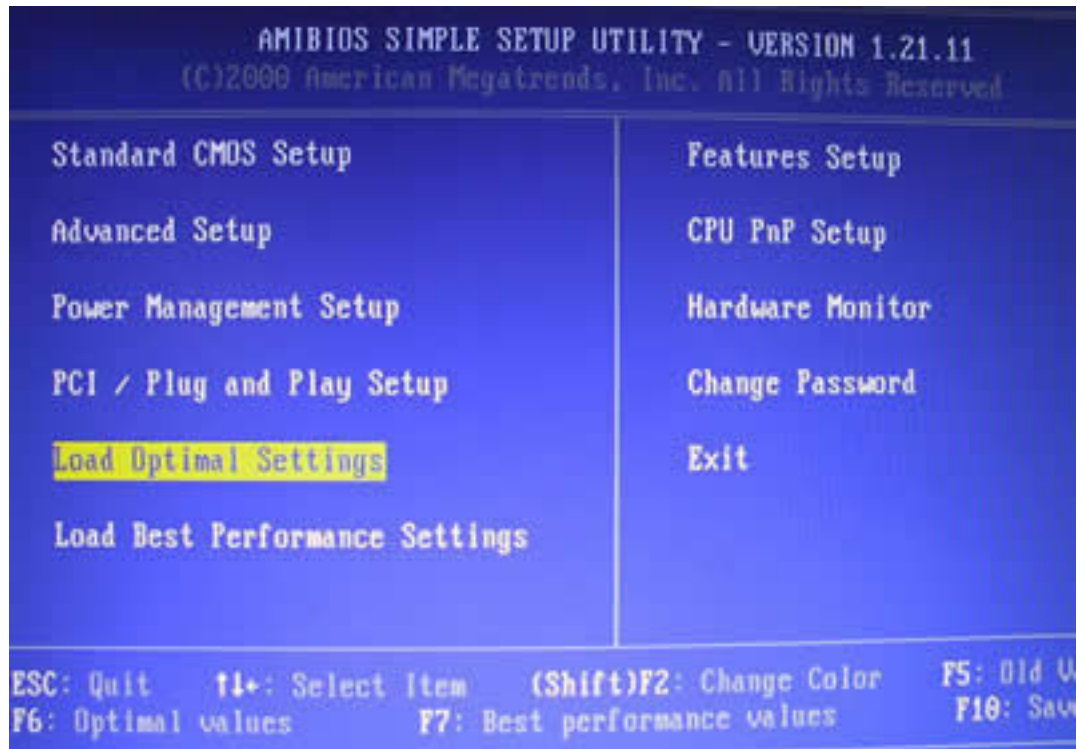 AMIBIOS SIMPLE SETUP UTILITY - VERSION 1.21.11
(C)2000 American Megatrends, Inc. All Rights Reserved
Standard CMOS Setup
Advanced Setup
Power Management Setup
PCI / Plug and Play Setup
Load Optimal Settings
Load Best Performance Settings
Features Setup
CPU PnP Setup
Hardware Monitor
Change Password
Exit
ESC: Quit ↑↓←: Select Item (Shift)F2: Change Color F5: Old
F6: Optimal values F7: Best performance values F10: Save